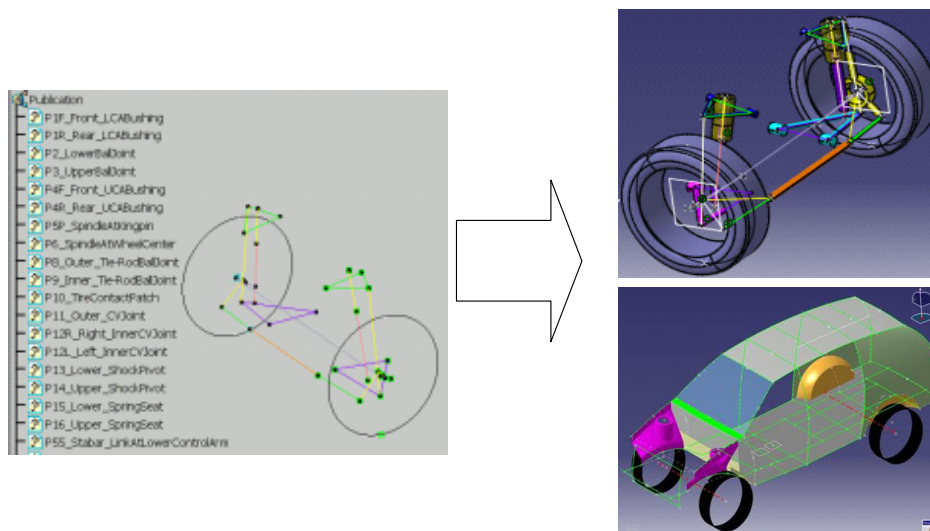 Publication
P1F_Front_LCABushing
P1R_Rear_LCABushing
P2_LowerBallJoint
P3_UpperBallJoint
P4F_Front_UCABushing
P4R_Rear_UCABushing
P5P_SpindleAtKingpin
P6_SpindleAtWheelCenter
P8_Outer_Tie-RodBallJoint
P9_Inner_Tie-RodBallJoint
P10_TireContactPatch
P11_Outer_CVJoint
P12R_Right_InnerCVJoint
P12L_Left_InnerCVJoint
P13_Lower_ShockPivot
P14_Upper_ShockPivot
P15_Lower_SpringSeat
P16_Upper_SpringSeat
P55_Stabar_LinkAtLowerControlArm